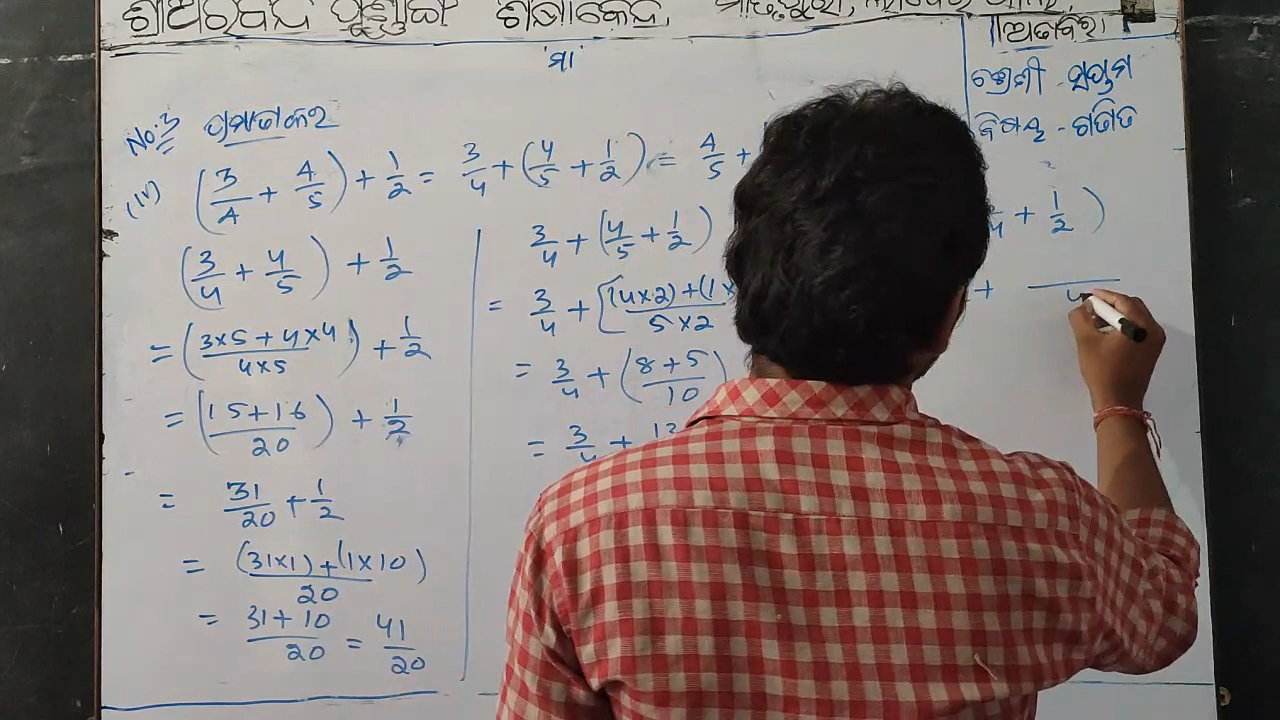 ଶ୍ରୀଅରବିନ୍ଦ ପୂର୍ଣ୍ଣାଙ୍ଗ ଶିକ୍ଷାକେନ୍ଦ୍ର,
ମା
ଶ୍ରେଣୀ - ସପ୍ତମ
ବିଷୟ - ଗଣିତ
No:3 ପ୍ରମାଣକର
(iv) (3/4 + 4/5) + 1/2 = 3/4 + (4/5 + 1/2) = 4/5 +
(3/4 + 4/5) + 1/2
= (3×5+4×4/4×5) + 1/2
= (15+16/20) + 1/2
= 31/20 + 1/2
= (31×1)+(1×10)/20
= 31+10/20 = 41/20
3/4 + (4/5 + 1/2)
= 3/4 + [(4×2)+(1×/5×2
= 3/4 + (8+5/10)
= 3/4 + 13
+ 1/2)
+ /4